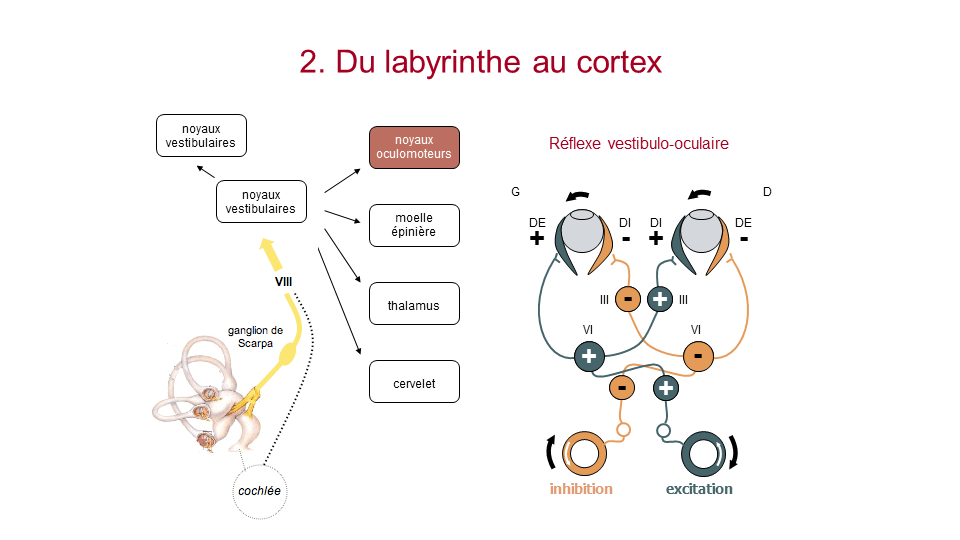 2. Du labyrinthe au cortex
noyaux
vestibulaires
noyaux
vestibulaires
VIII
ganglion de
Scarpa
cochlée
noyaux
oculomoteurs
moelle
épinière
thalamus
cervelet
Réflexe vestibulo-oculaire
G D
DE DI DI DE
+ - + -
III - + III
VI VI
+ -
- +
inhibition excitation